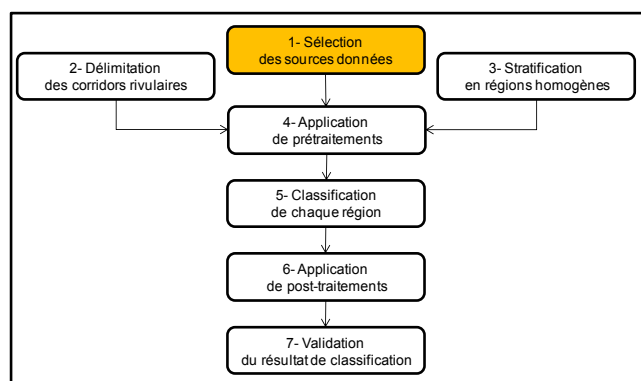 1- Sélection
des sources données
2- Délimitation
des corridors rivulaires
3- Stratification
en régions homogènes
4- Application
de prétraitements
5- Classification
de chaque région
6- Application
de post-traitements
7- Validation
du résultat de classification